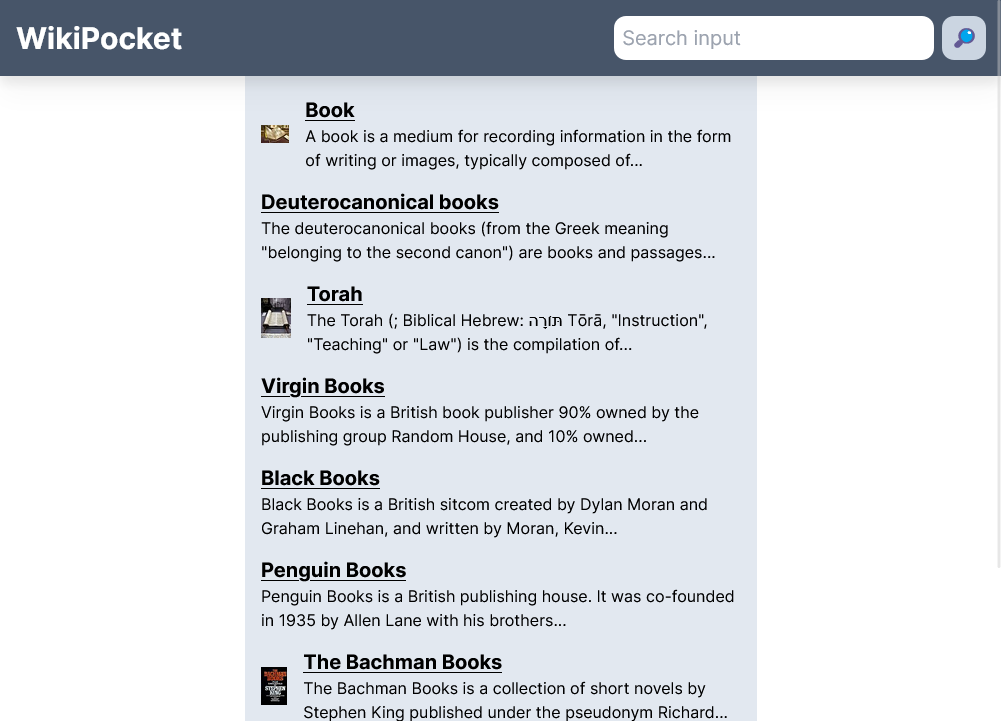 WikiPocket
Search input
Book
A book is a medium for recording information in the form
of writing or images, typically composed of...
Deuterocanonical books
The deuterocanonical books (from the Greek meaning
"belonging to the second canon") are books and passages...
Torah
The Torah (; Biblical Hebrew: תּוֹרָה Tōrā, "Instruction",
"Teaching" or "Law") is the compilation of...
Virgin Books
Virgin Books is a British book publisher 90% owned by the
publishing group Random House, and 10% owned...
Black Books
Black Books is a British sitcom created by Dylan Moran and
Graham Linehan, and written by Moran, Kevin...
Penguin Books
Penguin Books is a British publishing house. It was co-founded
in 1935 by Allen Lane with his brothers...
The Bachman Books
The Bachman Books is a collection of short novels by
STEPHEN
KING
Stephen King published under the pseudonym Richard...